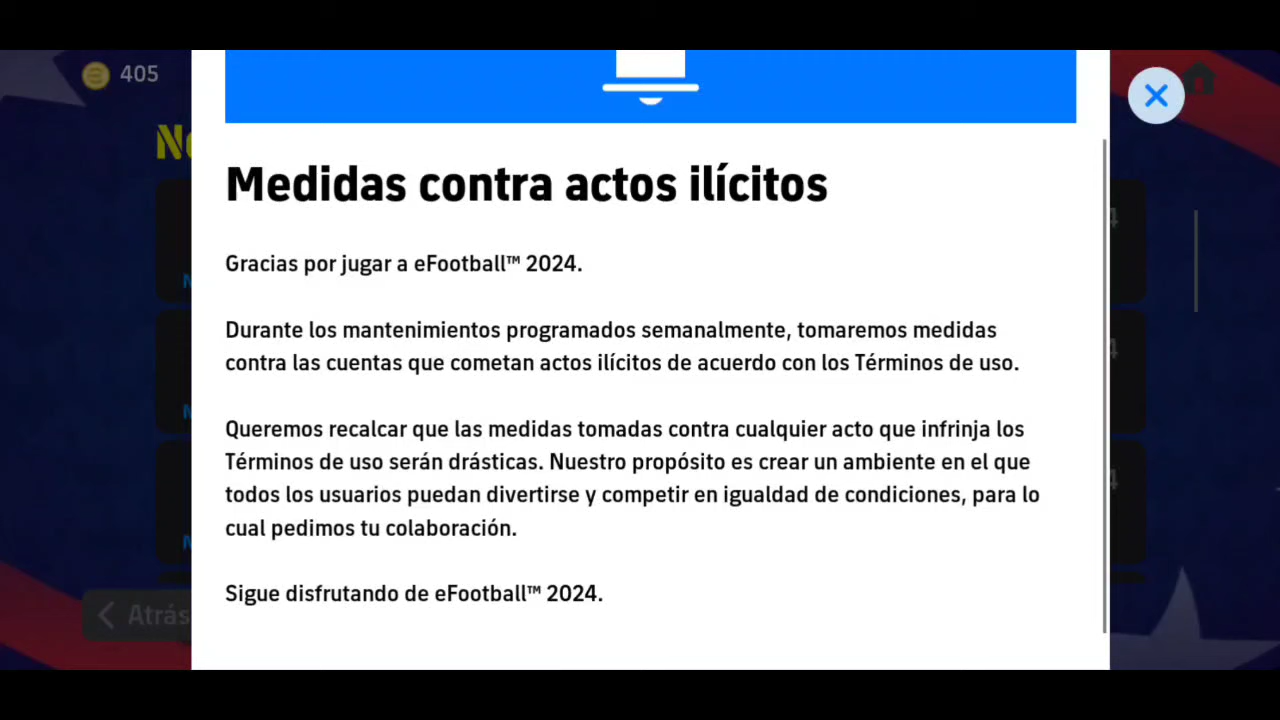 405
Medidas contra actos ilícitos
Gracias por jugar a eFootball™ 2024.
Durante los mantenimientos programados semanalmente, tomaremos medidas
contra las cuentas que cometan actos ilícitos de acuerdo con los Términos de uso.
Queremos recalcar que las medidas tomadas contra cualquier acto que infrinja los
Términos de uso serán drásticas. Nuestro propósito es crear un ambiente en el que
todos los usuarios puedan divertirse y competir en igualdad de condiciones, para lo
cual pedimos tu colaboración.
Sigue disfrutando de eFootball™ 2024.
Atrás